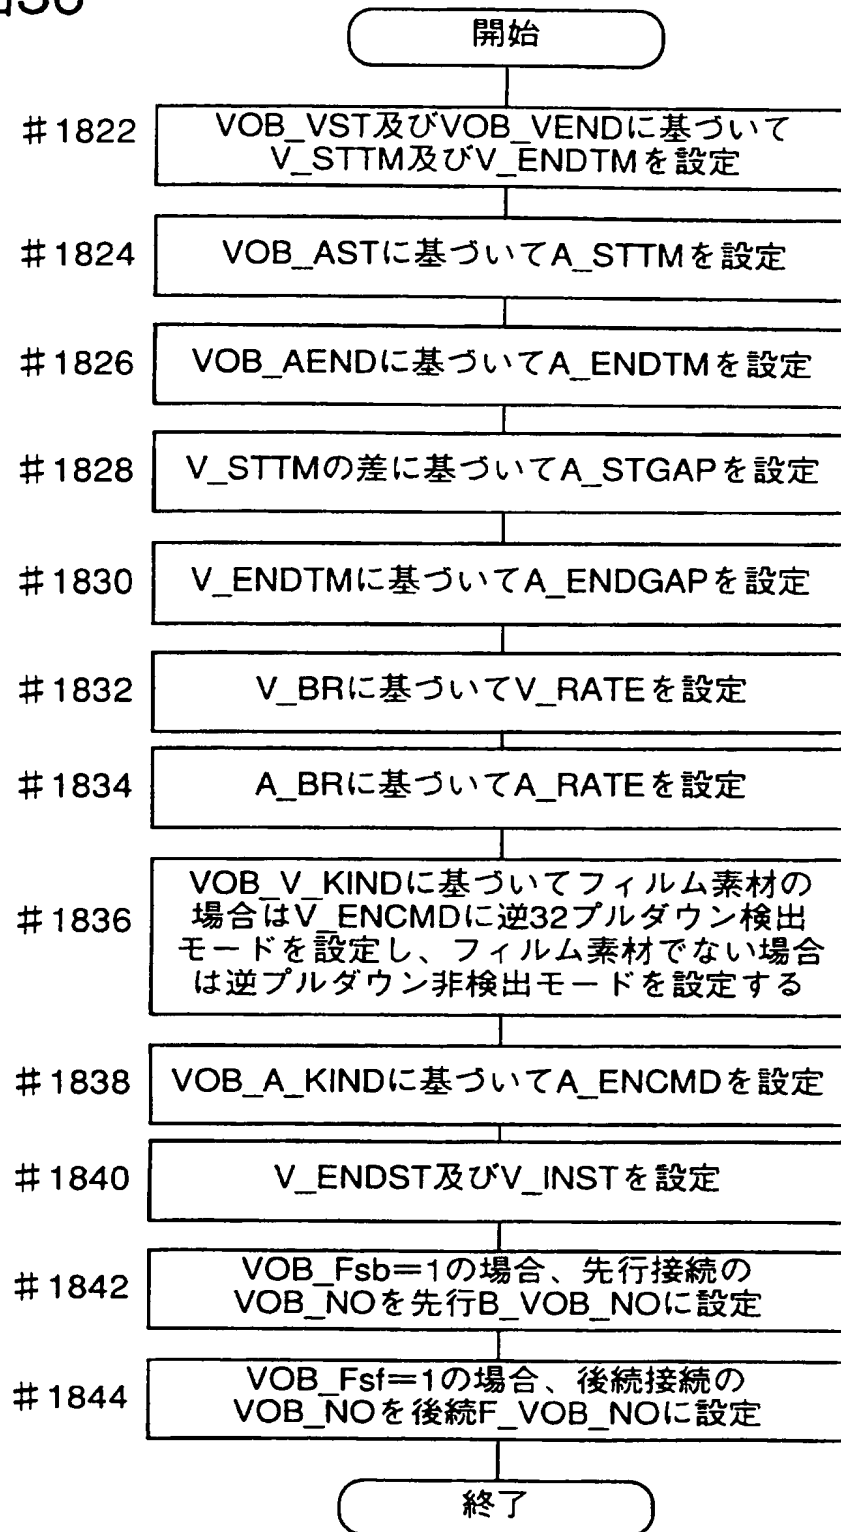 開始
#1822
VOB_VST及びVOB_VENDに基づいて
V_STTM及びV_ENDTMを設定
#1824
VOB_ASTに基づいてA_STTMを設定
#1826
VOB_AENDに基づいてA_ENDTMを設定
#1828
V_STTMの差に基づいてA_STGAPを設定
#1830
V_ENDTMに基づいてA_ENDGAPを設定
#1832
V_BRに基づいてV_RATEを設定
#1834
A_BRに基づいてA_RATEを設定
#1836
VOB_V_KINDに基づいてフィルム素材の
場合はV_ENCMDに逆32プルダウン検出
モードを設定し、フィルム素材でない場合
は逆プルダウン非検出モードを設定する
#1838
VOB_A_KINDに基づいてA_ENCMDを設定
#1840
V_ENDST及びV_INSTを設定
#1842
VOB_Fsb=1の場合、先行接続の
VOB_NOを先行B_VOB_NOに設定
#1844
VOB_Fsf=1の場合、後続接続の
VOB_NOを後続F_VOB_NOに設定
終了